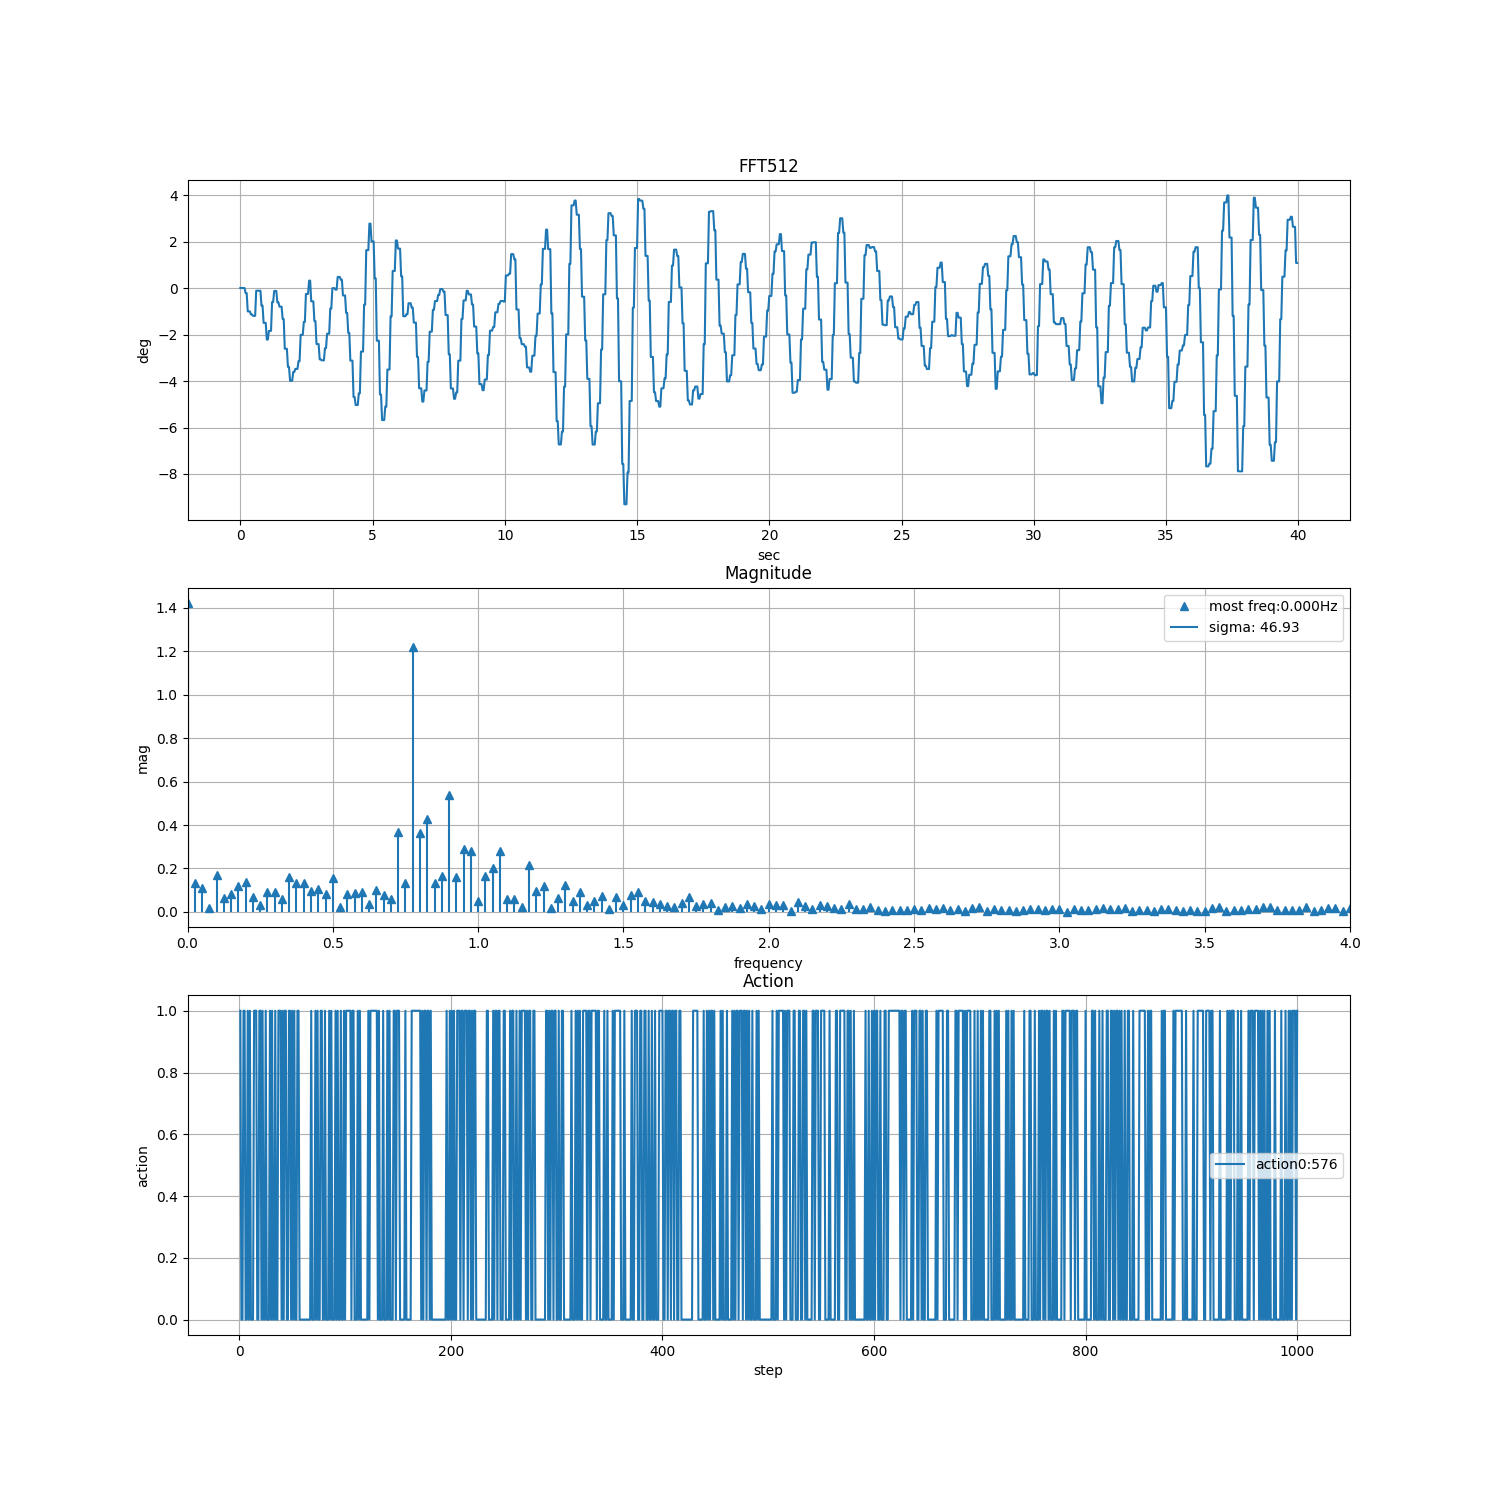 FFT512
4
2
0
−2
−4
−6
−8
deg
0 5 10 15 20 25 30 35 40
sec
Magnitude
1.4
1.2
1.0
0.8
0.6
0.4
0.2
0.0
mag
most freq:0.000Hz
sigma: 46.93
0.0 0.5 1.0 1.5 2.0 2.5 3.0 3.5 4.0
frequency
Action
1.0
0.8
0.6
0.4
0.2
0.0
action
action0:576
0 200 400 600 800 1000
step